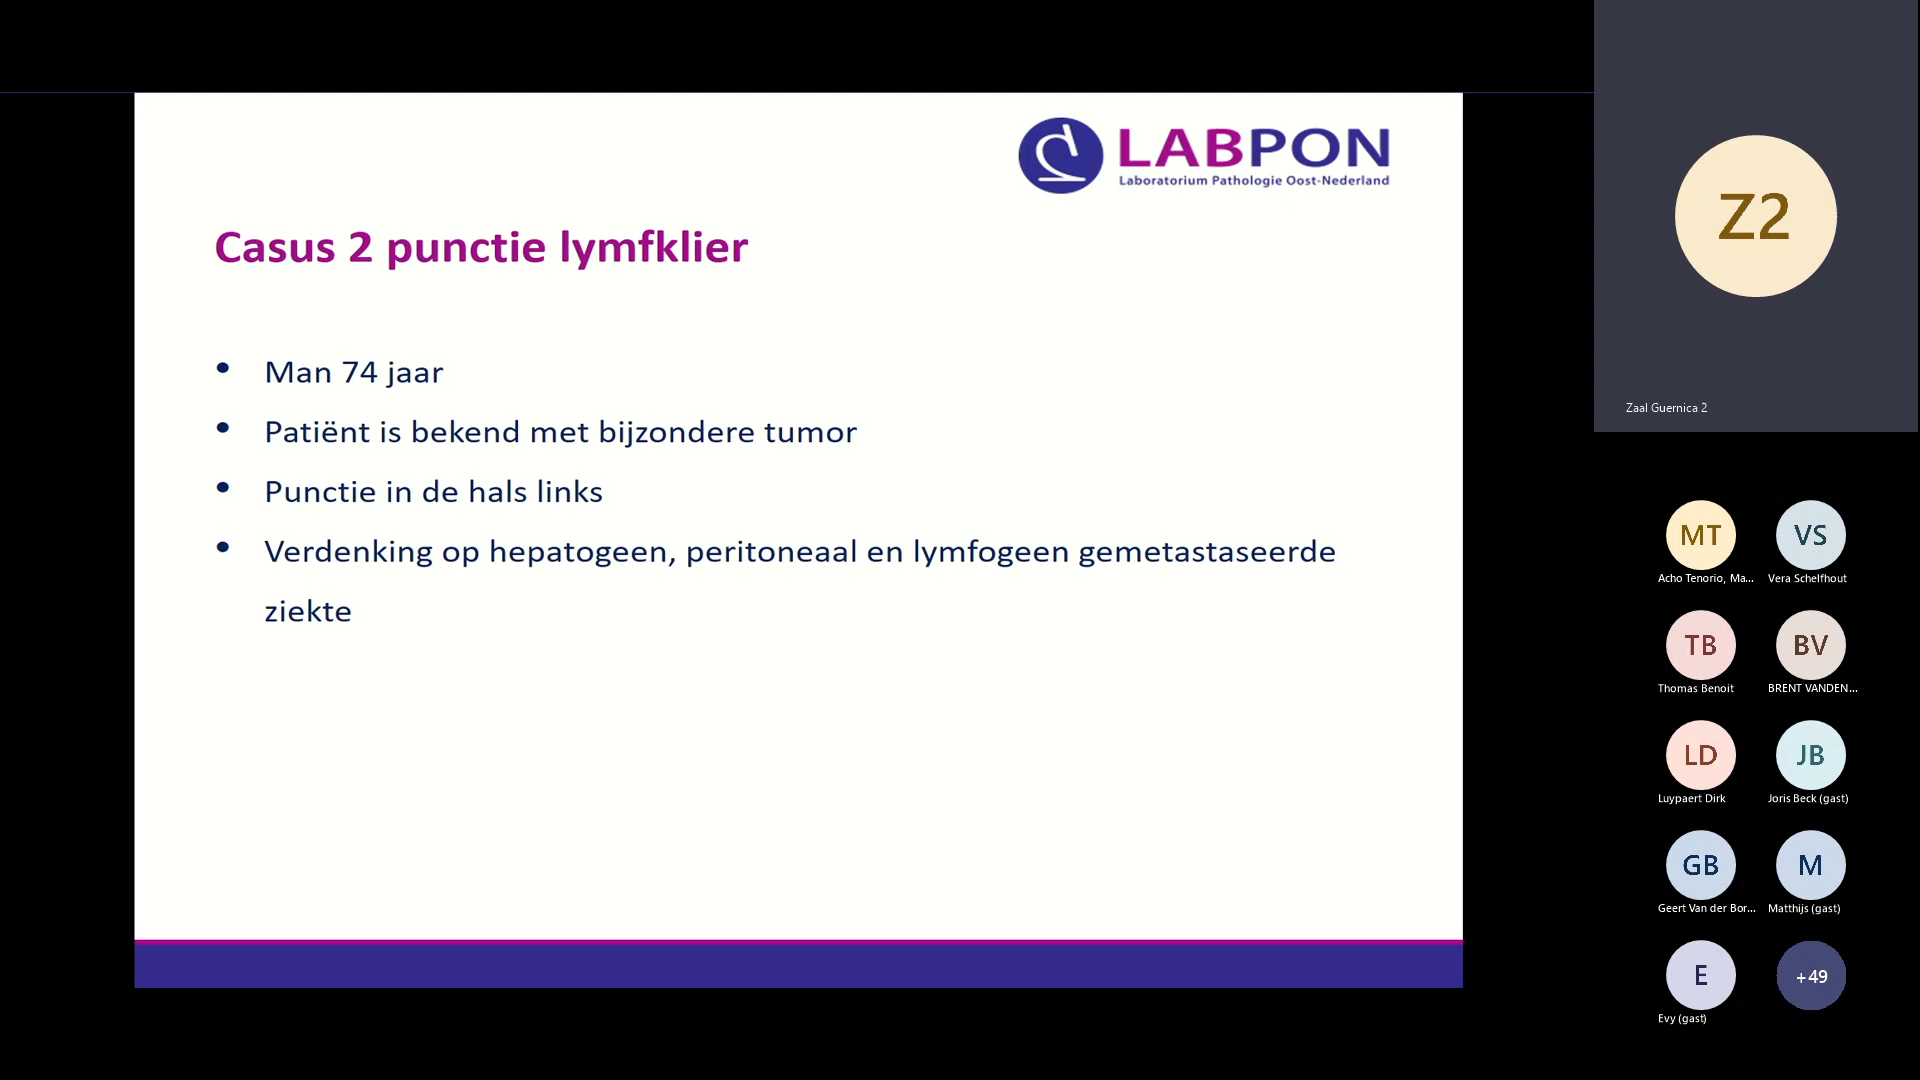 LABPON
Laboratorium Pathologie Oost-Nederland
Casus 2 punctie lymfklier
• Man 74 jaar
• Patiënt is bekend met bijzondere tumor
• Punctie in de hals links
• Verdenking op hepatogeen, peritoneaal en lymfogeen gemetastaseerde
ziekte
Z2
Zaal Guernica 2
MT
Acho Tenorio, Ma...
VS
Vera Schelfhout
TB
Thomas Benoit
BV
BRENT VANDEN...
LD
Luypaert Dirk
JB
Joris Beck (gast)
GB
Geert Van der Bor...
M
Matthijs (gast)
E
Evy (gast)
+49